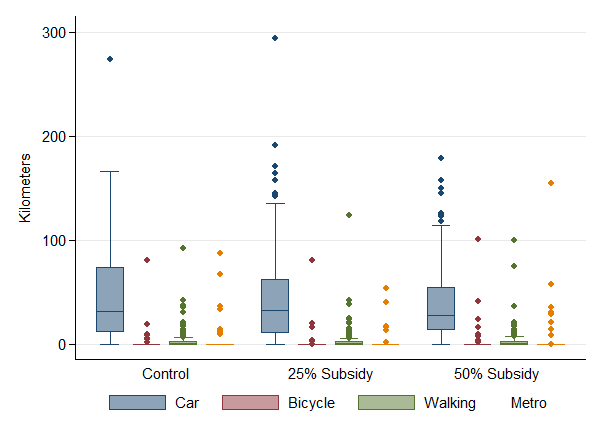 300
200
100
0
Kilometers
Control 25% Subsidy 50% Subsidy
Car Bicycle Walking Metro